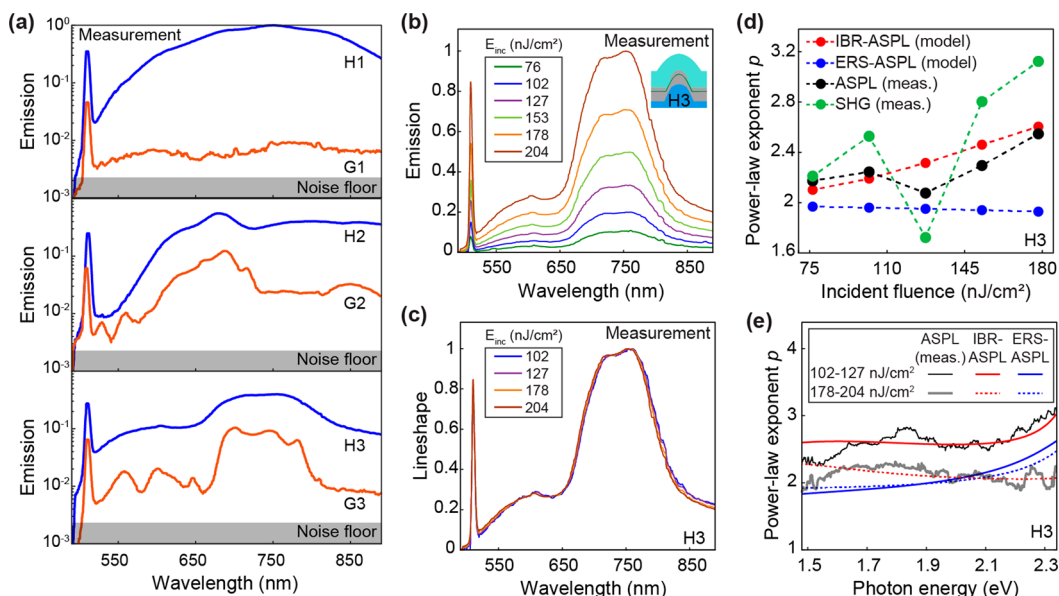 (a)
Measurement
10⁰
10⁻¹
10⁻²
10⁻³
Emission
H1
G1
Noise floor
10⁻¹
10⁻²
10⁻³
Emission
H2
G2
Noise floor
10⁻¹
10⁻²
10⁻³
Emission
H3
G3
Noise floor
550 650 750 850
Wavelength (nm)
(b)
Measurement
E_inc (nJ/cm²)
76
102
127
153
178
204
H3
1
0.8
0.6
0.4
0.2
0
Emission
550 650 750 850
Wavelength (nm)
(c)
Measurement
E_inc (nJ/cm²)
102
127
178
204
1
0.8
0.6
0.4
0.2
0
Lineshape
H3
550 650 750 850
Wavelength (nm)
(d)
IBR-ASPL (model)
ERS-ASPL (model)
ASPL (meas.)
SHG (meas.)
3.2
2.8
2.4
2
1.6
Power-law exponent p
H3
75 110 145 180
Incident fluence (nJ/cm²)
(e)
ASPL (meas.)
IBR-ASPL
ERS-ASPL
102-127 nJ/cm²
178-204 nJ/cm²
4
3
2
1
Power-law exponent p
H3
1.5 1.7 1.9 2.1 2.3
Photon energy (eV)